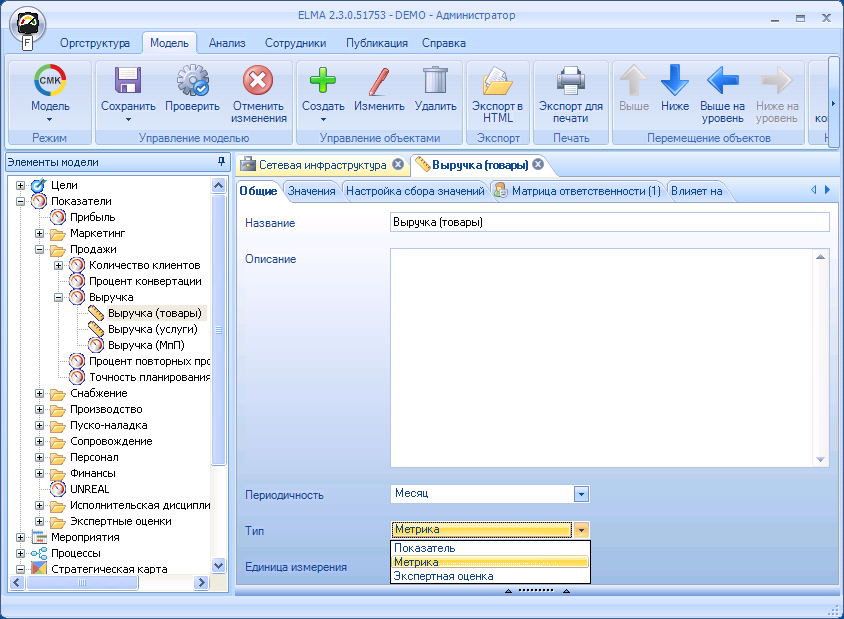 ELMA 2.3.0.51753 - DEMO - Администратор
F
Оргструктура Модель Анализ Сотрудники Публикация Справка
СМК
Модель
Режим
Сохранить Проверить Отменить изменения
Управление моделью
Создать Изменить Удалить
Управление объектами
Экспорт в HTML
Экспорт
Экспорт для печати
Печать
Выше Ниже Выше на уровень Ниже на уровень
Перемещение объектов
ко
Н
Элементы модели
Цели
Показатели
Прибыль
Маркетинг
Продажи
Количество клиентов
Процент конвертации
Выручка
Выручка (товары)
Выручка (услуги)
Выручка (МпП)
Процент повторных про
Точность планирования
Снабжение
Производство
Пуско-наладка
Сопровождение
Персонал
Финансы
UNREAL
Исполнительская дисципли
Экспертные оценки
Мероприятия
Процессы
Стратегическая карта
Сетевая инфраструктура Выручка (товары)
Общие Значения Настройка сбора значений Матрица ответственности (1) Влияет на
Название Выручка (товары)
Описание
Периодичность Месяц
Тип Метрика
Показатель
Метрика
Экспертная оценка
Единица измерения